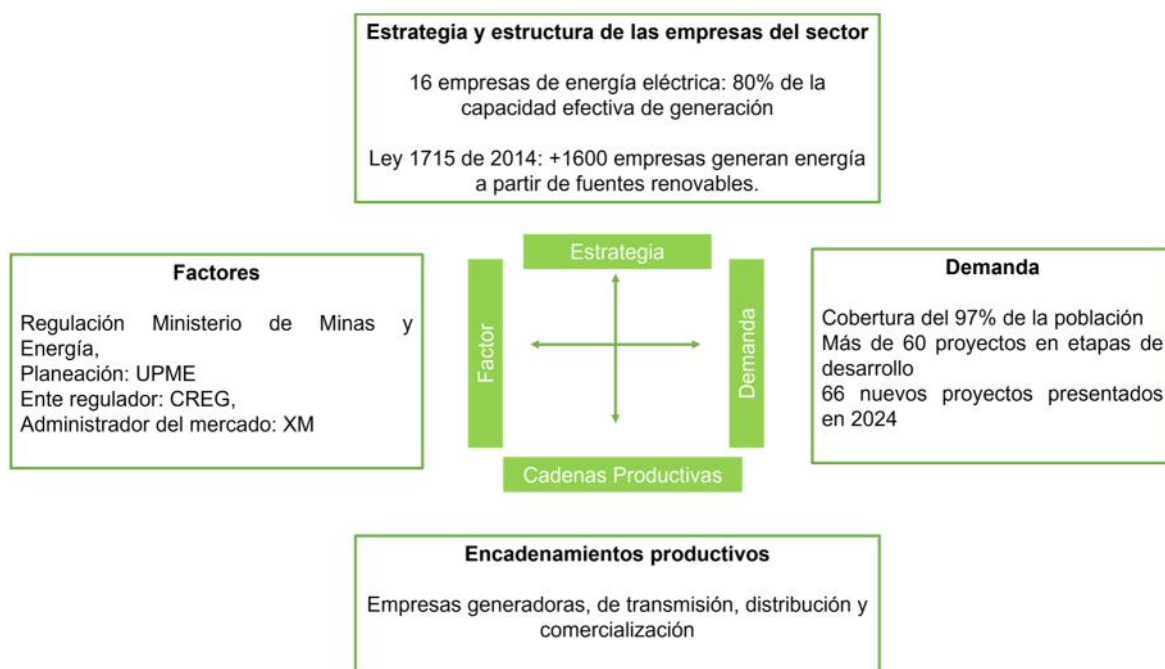 Estrategia y estructura de las empresas del sector
16 empresas de energía eléctrica: 80% de la
capacidad efectiva de generación
Ley 1715 de 2014: +1600 empresas generan energía
a partir de fuentes renovables.
Factores
Regulación Ministerio de Minas y
Energía,
Planeación: UPME
Ente regulador: CREG,
Administrador del mercado: XM
Estrategia
Factor
Demanda
Cadenas Productivas
Demanda
Cobertura del 97% de la población
Más de 60 proyectos en etapas de
desarrollo
66 nuevos proyectos presentados
en 2024
Encadenamientos productivos
Empresas generadoras, de transmisión, distribución y
comercialización